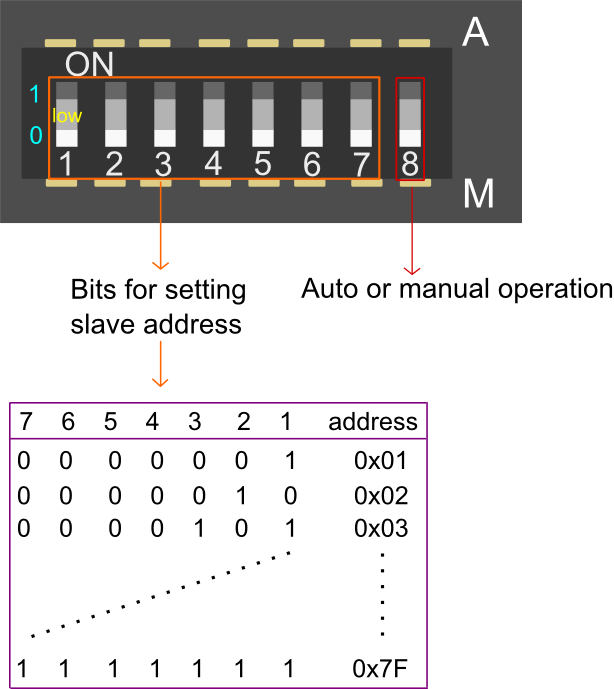 A
ON
1
low
0
1 2 3 4 5 6 7 8
M
Bits for setting
slave address
Auto or manual operation
7 6 5 4 3 2 1 address
0 0 0 0 0 0 1 0x01
0 0 0 0 0 1 0 0x02
0 0 0 0 1 0 1 0x03
1 1 1 1 1 1 1 0x7F